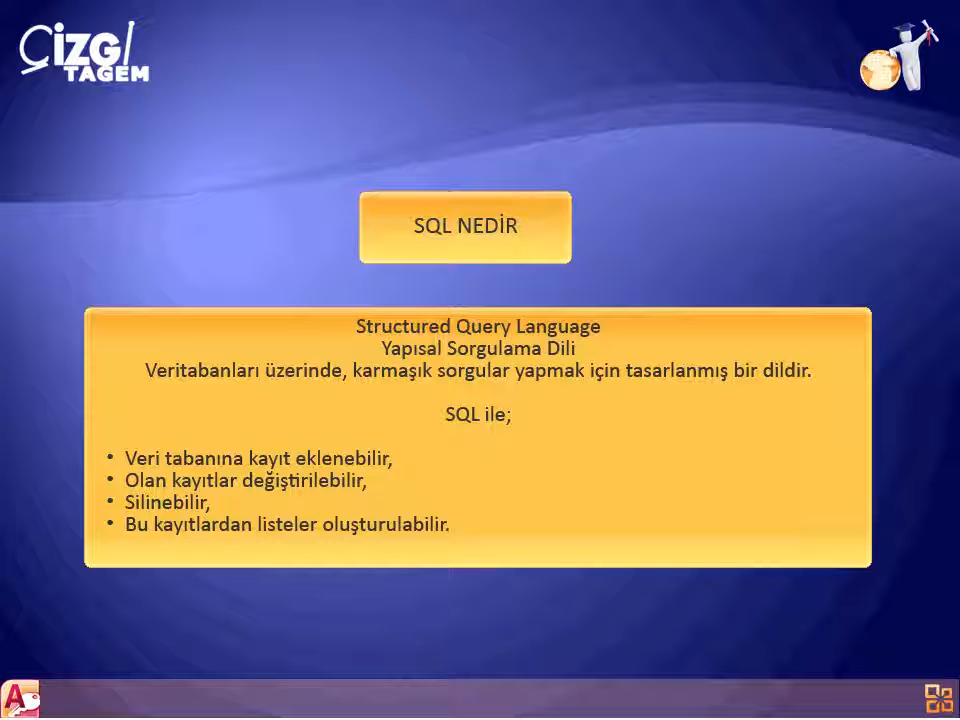 ÇİZGİ
TAGEM
SQL NEDİR
Structured Query Language
Yapısal Sorgulama Dili
Veritabanları üzerinde, karmaşık sorgular yapmak için tasarlanmış bir dildir.
SQL ile;
• Veri tabanına kayıt eklenebilir,
• Olan kayıtlar değiştirilebilir,
• Silinebilir,
• Bu kayıtlardan listeler oluşturulabilir.
A